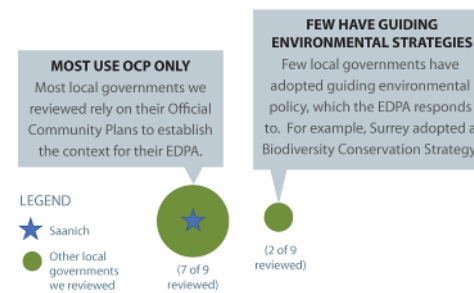 MOST USE OCP ONLY
Most local governments we
reviewed rely on their Official
Community Plans to establish
the context for their EDPA.
FEW HAVE GUIDING
ENVIRONMENTAL STRATEGIES
Few local governments have
adopted guiding environmental
policy, which the EDPA responds
to. For example, Surrey adopted a
Biodiversity Conservation Strategy
LEGEND
Saanich
Other local
governments
we reviewed
(7 of 9
reviewed)
(2 of 9
reviewed)